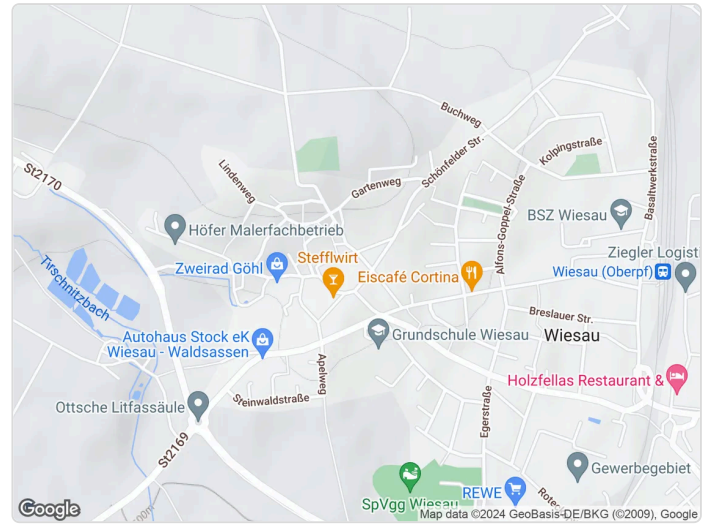 Buchweg
Kolpingstraße
Schönfelder Str.
St2170
Lindenweg
Gartenweg
Alfons-Goppel-Straße
Basaltwerkstraße
BSZ Wiesau
Höfer Malerfachbetrieb
Ziegler Logist
Stefflwirt
Zweirad Göhl
Eiscafé Cortina
Wiesau (Oberpf)
Tirschnitzbach
Breslauer Str.
Autohaus Stock eK
Wiesau - Waldsassen
Grundschule Wiesau
Wiesau
Apelweg
Holzfellas Restaurant &
Steinwaldstraße
Ottsche Litfassäule
Egerstraße
St2169
Gewerbegebiet
SpVgg Wiesau
REWE
Google
Map data ©2024 GeoBasis-DE/BKG (©2009), Google